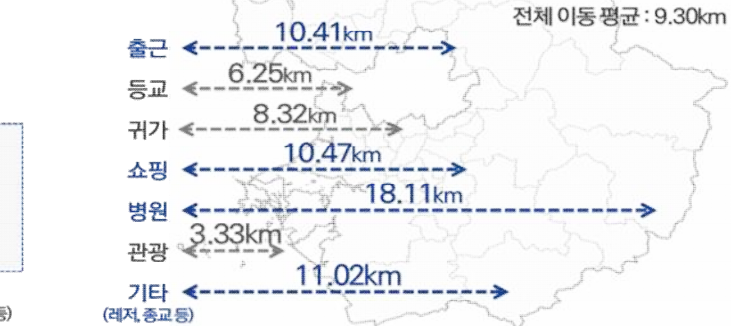 전체 이동 평균 : 9.30km
출근 10.41km
등교 6.25km
귀가 8.32km
쇼핑 10.47km
병원 18.11km
관광 3.33km
기타 11.02km
(레저, 종교 등)
등)